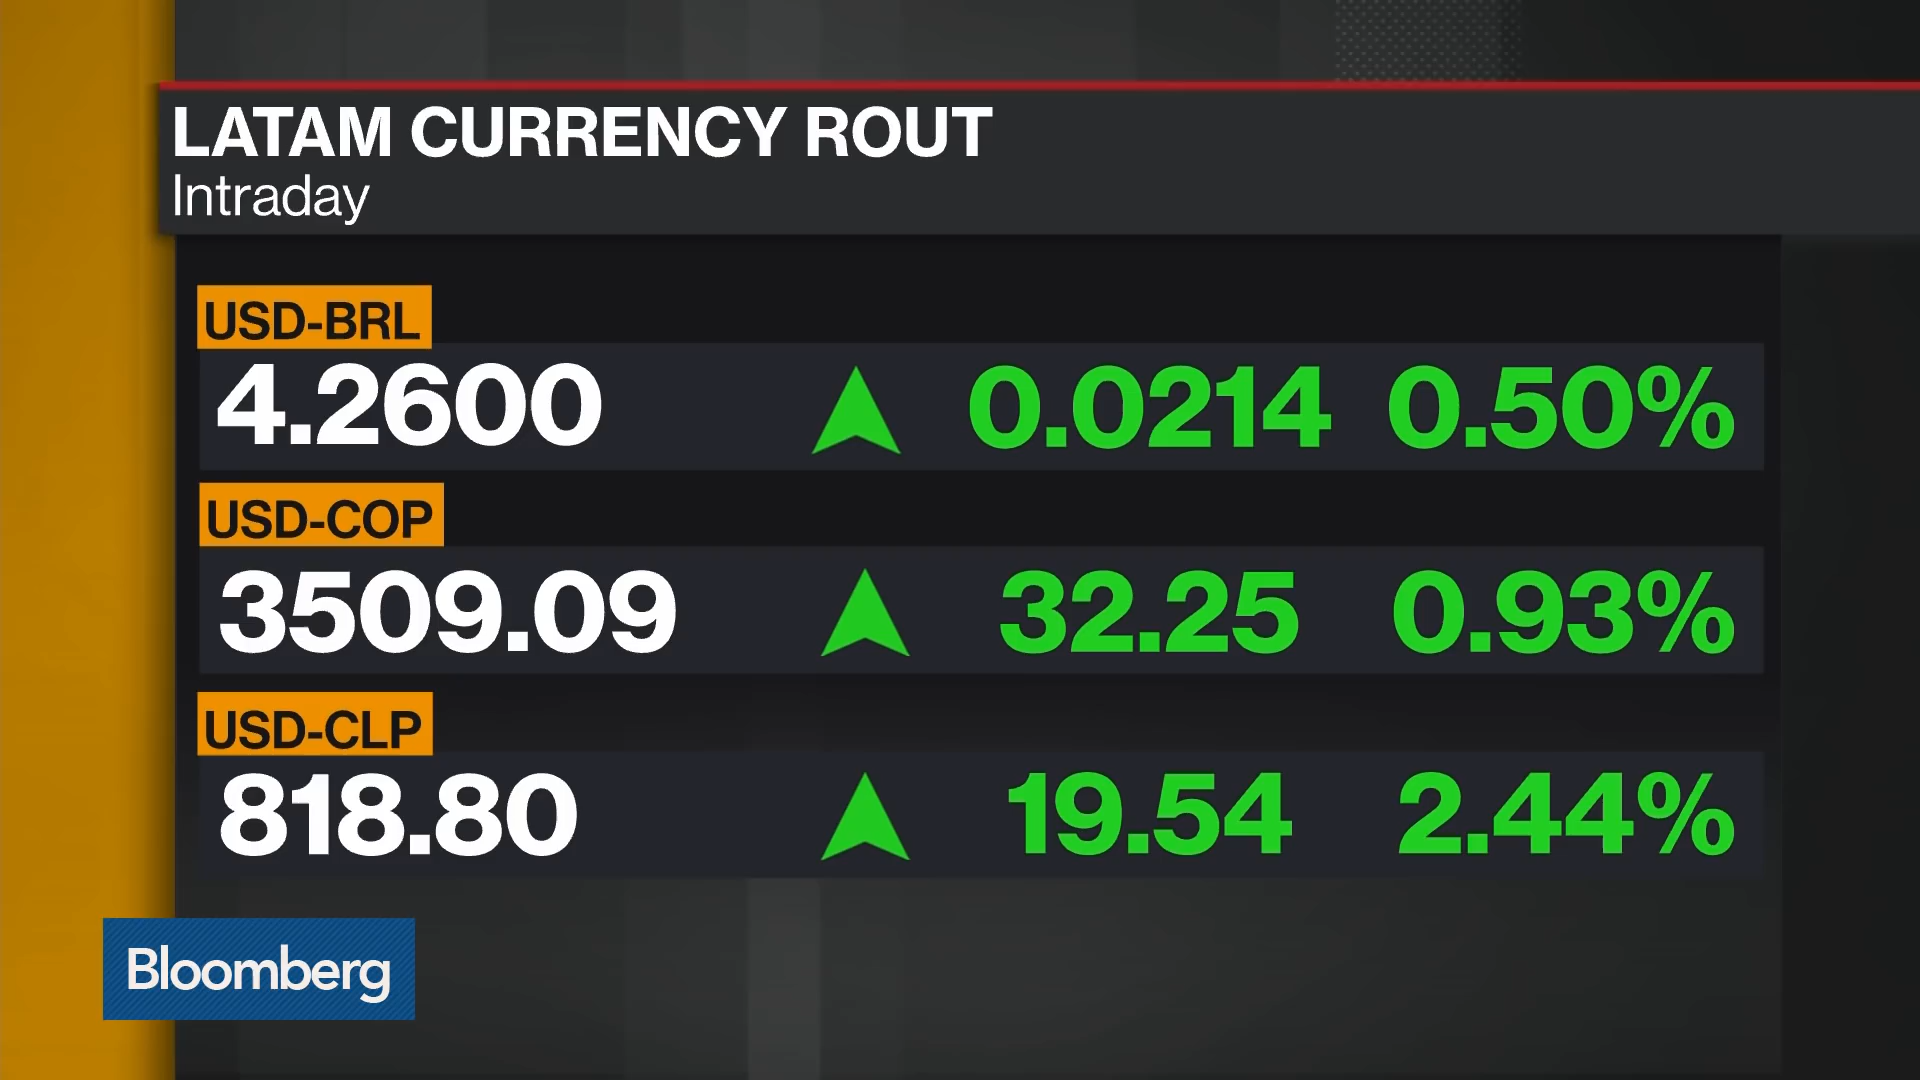 LATAM CURRENCY ROUT
Intraday
USD-BRL
4.2600 0.0214 0.50%
USD-COP
3509.09 32.25 0.93%
USD-CLP
818.80 19.54 2.44%
Bloomberg